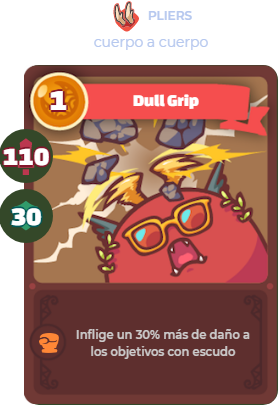 PLIERS
cuerpo a cuerpo
1
Dull Grip
110
30
Inflige un 30% más de daño a
los objetivos con escudo